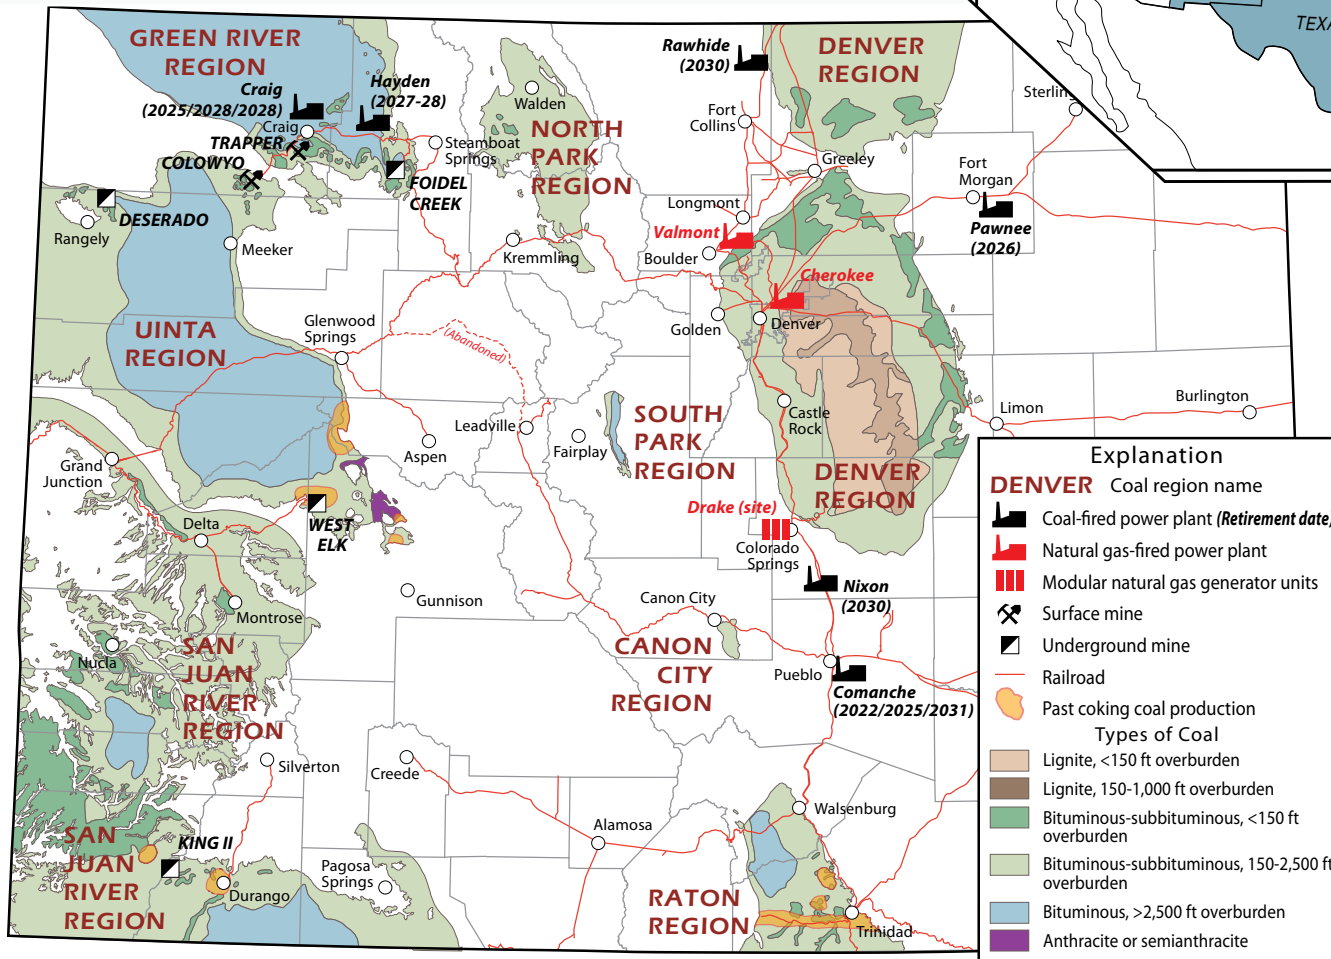 GREEN RIVER
REGION
Craig
(2025/2028/2028)
Hayden
(2027-28)
Craig
TRAPPER
COLOWYO
Steamboat
Springs
FOIDEL
CREEK
DESERADO
Rangely
Meeker
Walden
NORTH
PARK
REGION
Kremmling
Rawhide
(2030)
DENVER
REGION
Fort
Collins
Greeley
Sterling
TEXA
Fort
Morgan
Pawnee
(2026)
Longmont
Valmont
Boulder
Cherokee
Golden
Denver
UINTA
REGION
Glenwood
Springs
(Abandoned)
Leadville
Aspen
Fairplay
SOUTH
PARK
REGION
Castle
Rock
DENVER
REGION
Limon
Burlington
Grand
Junction
Delta
WEST
ELK
Drake (site)
Colorado
Springs
Nixon
(2030)
Gunnison
Montrose
Nucla
SAN
JUAN
RIVER
REGION
Canon City
CANON
CITY
REGION
Pueblo
Comanche
(2022/2025/2031)
Silverton
Creede
Walsenburg
Alamosa
SAN
JUAN
RIVER
REGION
KING II
Durango
Pagosa
Springs
RATON
REGION
Trinidad
Explanation
DENVER Coal region name
Coal-fired power plant (Retirement date)
Natural gas-fired power plant
Modular natural gas generator units
Surface mine
Underground mine
Railroad
Past coking coal production
Types of Coal
Lignite, <150 ft overburden
Lignite, 150-1,000 ft overburden
Bituminous-subbituminous, <150 ft
overburden
Bituminous-subbituminous, 150-2,500 ft
overburden
Bituminous, >2,500 ft overburden
Anthracite or semianthracite